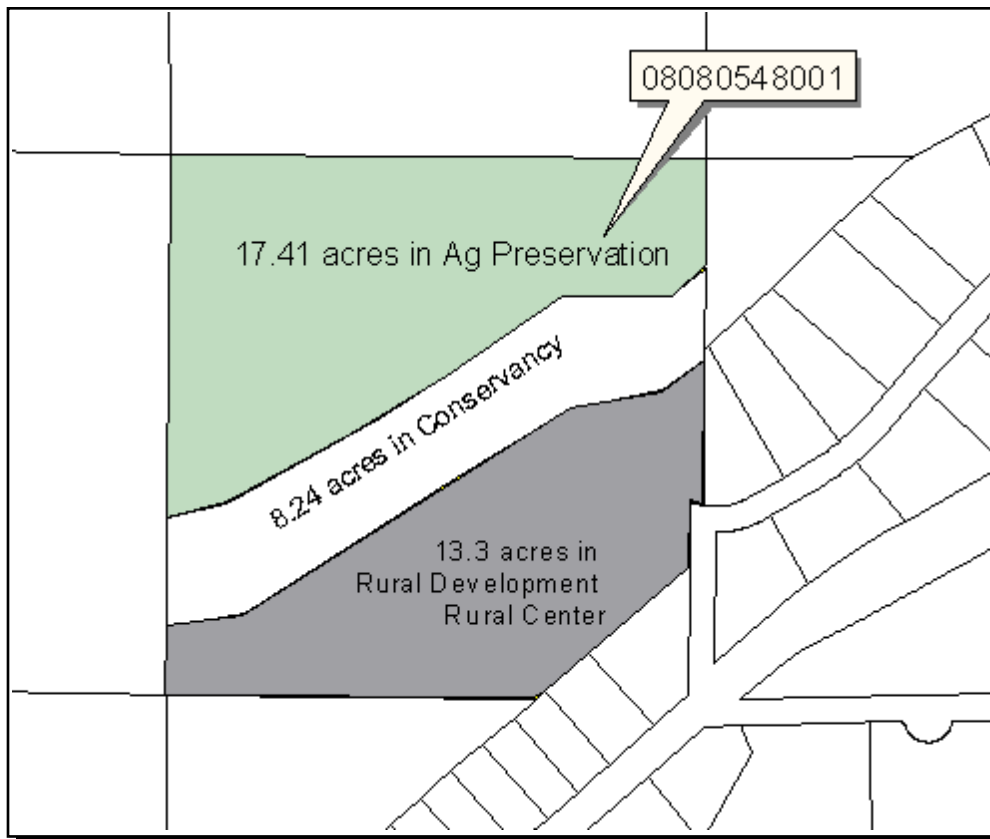 08080548001
17.41 acres in Ag Preservation
8.24 acres in Conservancy
13.3 acres in
Rural Development
Rural Center